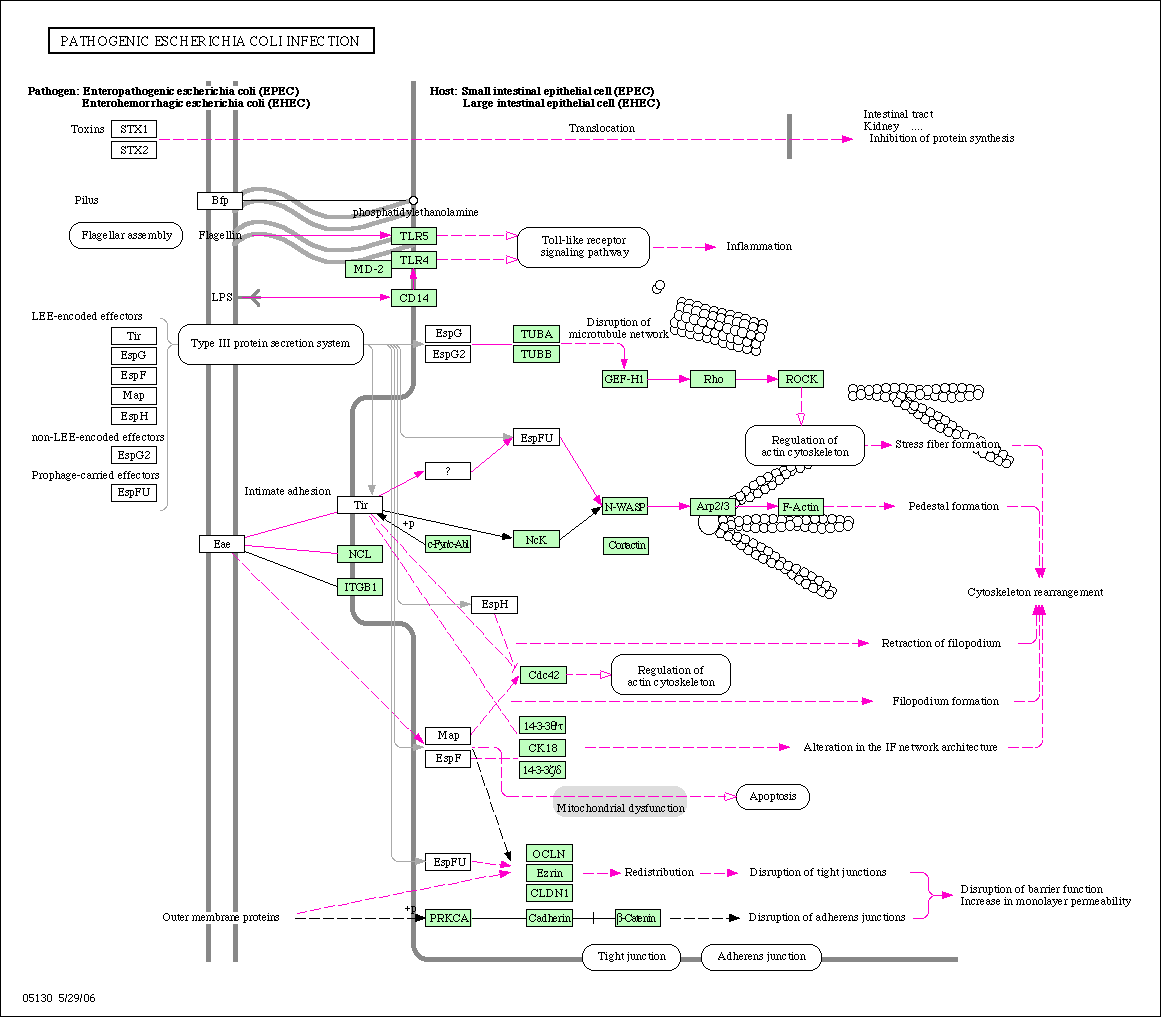 PATHOGENIC ESCHERICHIA COLI INFECTION
Pathogen: Enteropathogenic escherichia coli (EPEC)
Enterohemorrhagic escherichia coli (EHEC)
Host: Small intestinal epithelial cell (EPEC)
Large intestinal epithelial cell (EHEC)
Toxins
STX1
STX2
Translocation
Intestinal tract
Kidney ....
Inhibition of protein synthesis
Pilus
Bfp
phosphatidylethanolamine
Flagellar assembly
Flagellin
TLR5
TLR4
MD-2
Toll-like receptor
signaling pathway
Inflammation
LPS
CD14
LEE-encoded effectors
Tir
EspG
EspF
Map
EspH
non-LEE-encoded effectors
EspG2
Prophage-carried effectors
EspFU
Type III protein secretion system
EspG
EspG2
TUBA
TUBB
Disruption of
microtubule network
GEF-H1
Rho
ROCK
Regulation of
actin cytoskeleton
Stress fiber formation
EspFU
?
Intimate adhesion
Tir
N-WASP
Arp2/3
F-Actin
Pedestal formation
+p
Eae
c-Fyn/c-Abl
NcK
Cortactin
NCL
ITGB1
Cytoskeleton rearrangement
EspH
Retraction of filopodium
Cdc42
Regulation of
actin cytoskeleton
Filopodium formation
14-3-3θ/τ
Map
CK18
Alteration in the IF network architecture
EspF
14-3-3ζ/δ
Apoptosis
Mitochondrial dysfunction
OCLN
EspFU
Ezrin
Redistribution
Disruption of tight junctions
CLDN1
Disruption of barrier function
Increase in monolayer permeability
+p
Outer membrane proteins
PRKCA
Cadherin
β-Catenin
Disruption of adherens junctions
Tight junction
Adherens junction
05130 5/29/06